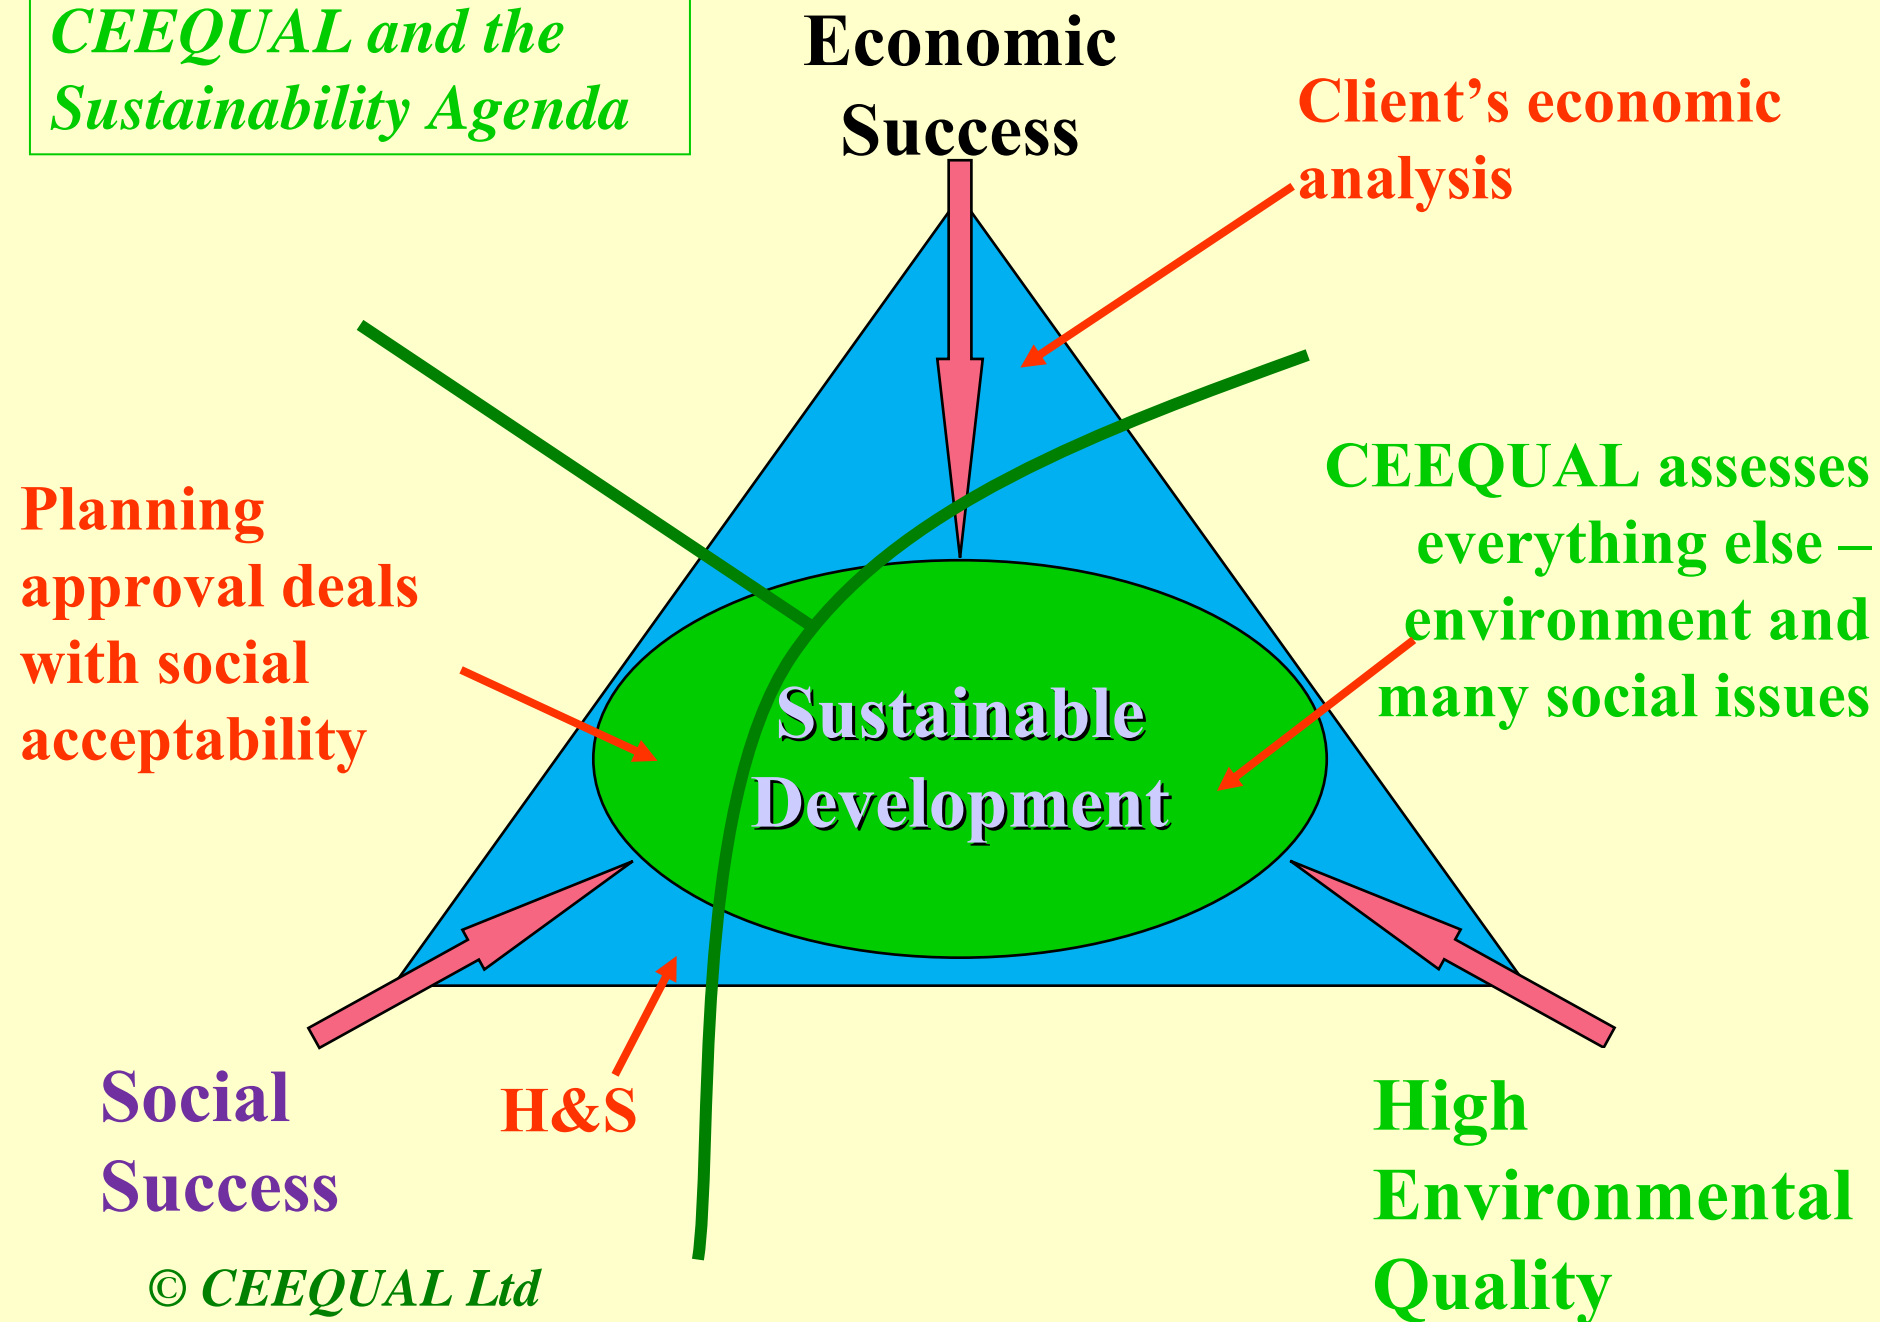 CEEQUAL and the
Sustainability Agenda
Economic
Success
Client’s economic
analysis
Planning
approval deals
with social
acceptability
CEEQUAL assesses
everything else –
environment and
many social issues
Sustainable
Development
Social
Success
H&S
High
Environmental
Quality
© CEEQUAL Ltd